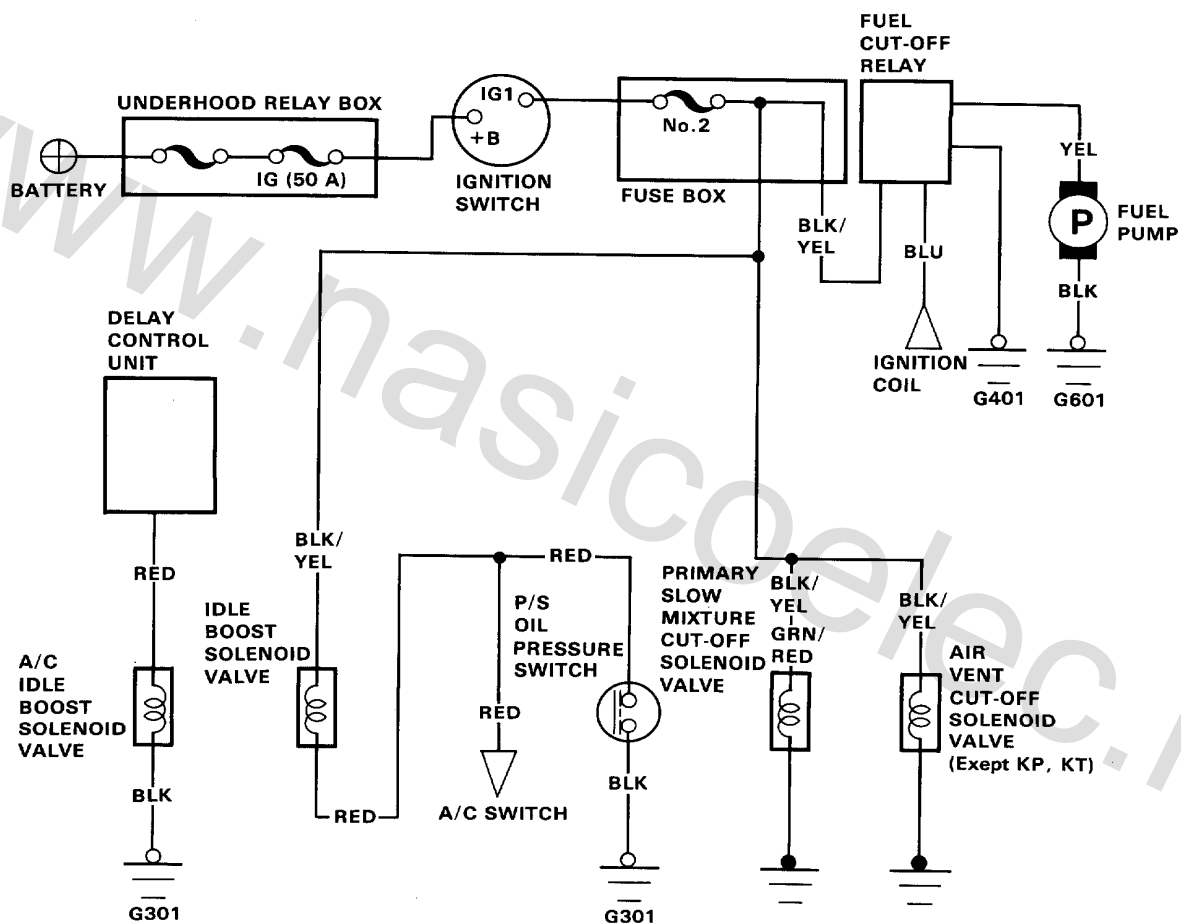 FUEL
CUT-OFF
RELAY
UNDERHOOD RELAY BOX
IG1
+B
No.2
IG (50 A)
BATTERY
IGNITION
SWITCH
FUSE BOX
YEL
P
FUEL
PUMP
BLK/
YEL
BLU
BLK
IGNITION
COIL
G401
G601
DELAY
CONTROL
UNIT
RED
BLK/
YEL
IDLE
BOOST
SOLENOID
VALVE
RED
P/S
OIL
PRESSURE
SWITCH
RED
PRIMARY
SLOW
MIXTURE
CUT-OFF
SOLENOID
VALVE
BLK/
YEL
GRN/
RED
BLK/
YEL
AIR
VENT
CUT-OFF
SOLENOID
VALVE
(Exept KP, KT)
A/C
IDLE
BOOST
SOLENOID
VALVE
BLK
RED
A/C SWITCH
BLK
G301
G301
www.nasicoelec.